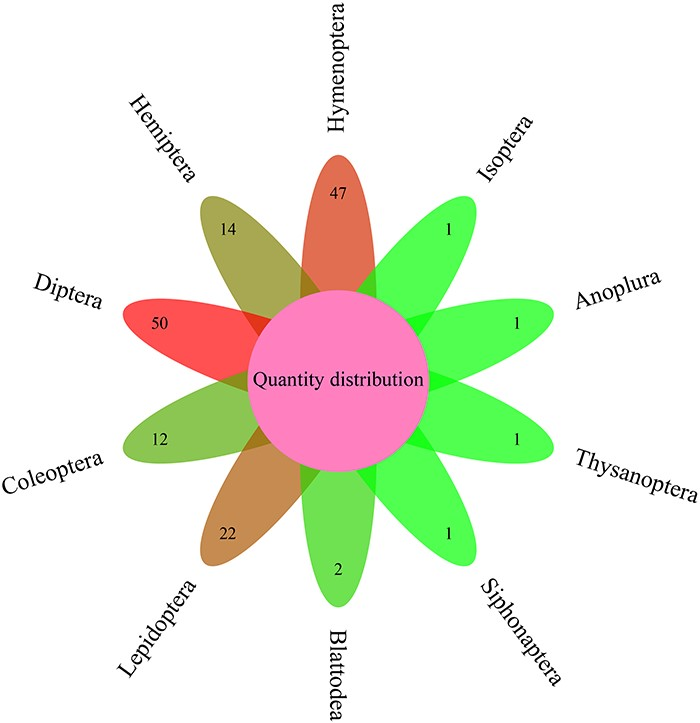 Hymenoptera
47
Isoptera
1
Anoplura
1
Thysanoptera
1
Siphonaptera
1
Blattodea
2
Lepidoptera
22
Coleoptera
12
Diptera
50
Hemiptera
14
Quantity distribution